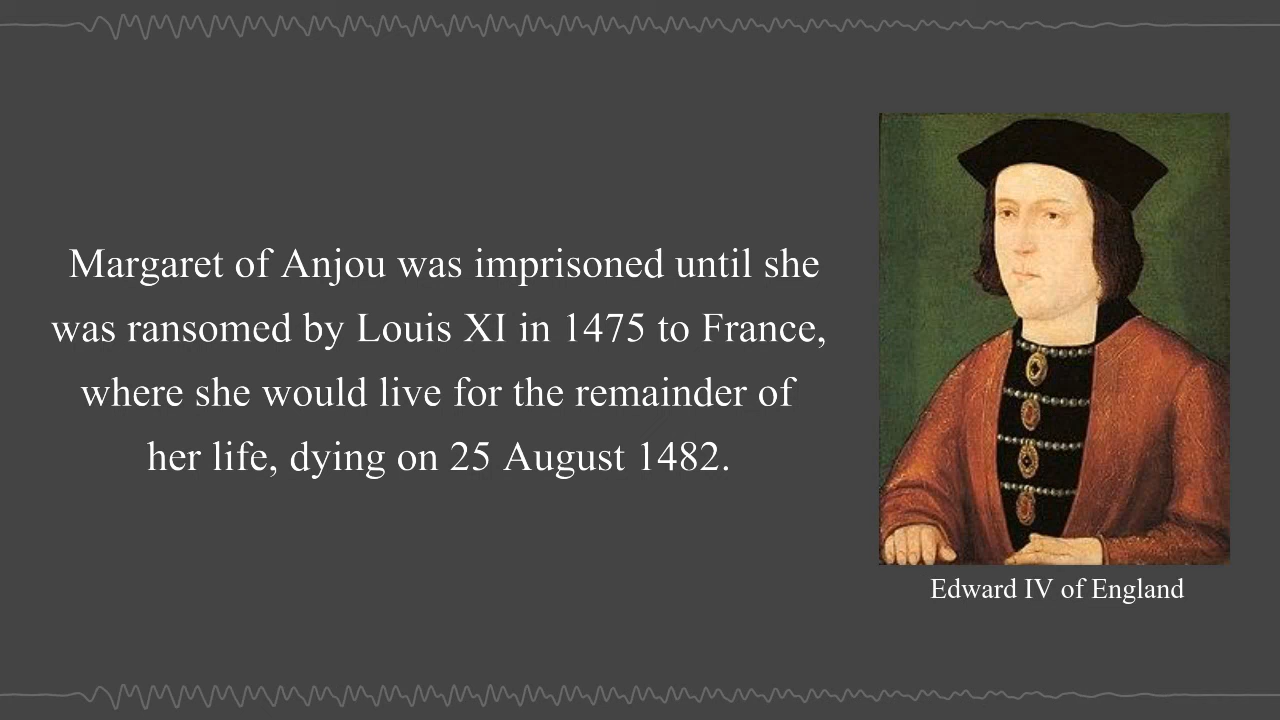 Margaret of Anjou was imprisoned until she
was ransomed by Louis XI in 1475 to France,
where she would live for the remainder of
her life, dying on 25 August 1482.
Edward IV of England